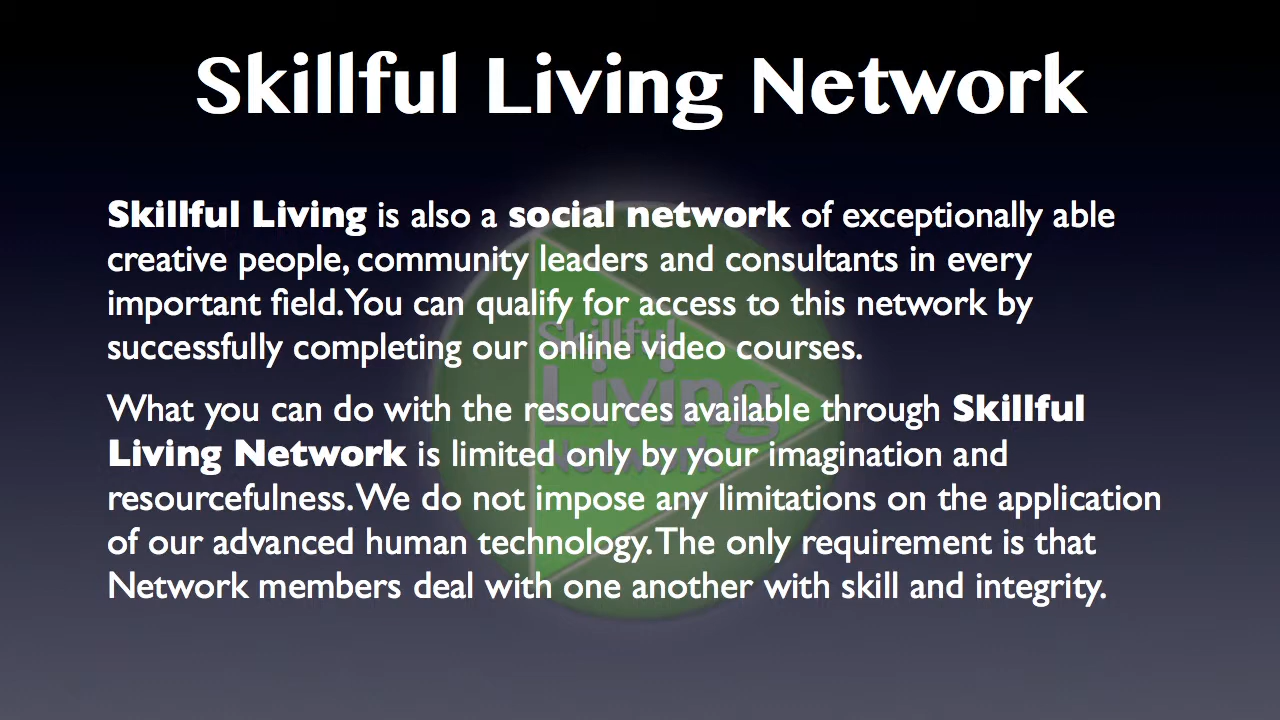 Skillful Living Network
Skillful Living is also a social network of exceptionally able
creative people, community leaders and consultants in every
important field. You can qualify for access to this network by
successfully completing our online video courses.
What you can do with the resources available through Skillful
Living Network is limited only by your imagination and
resourcefulness. We do not impose any limitations on the application
of our advanced human technology. The only requirement is that
Network members deal with one another with skill and integrity.
Skillful
Living
Network